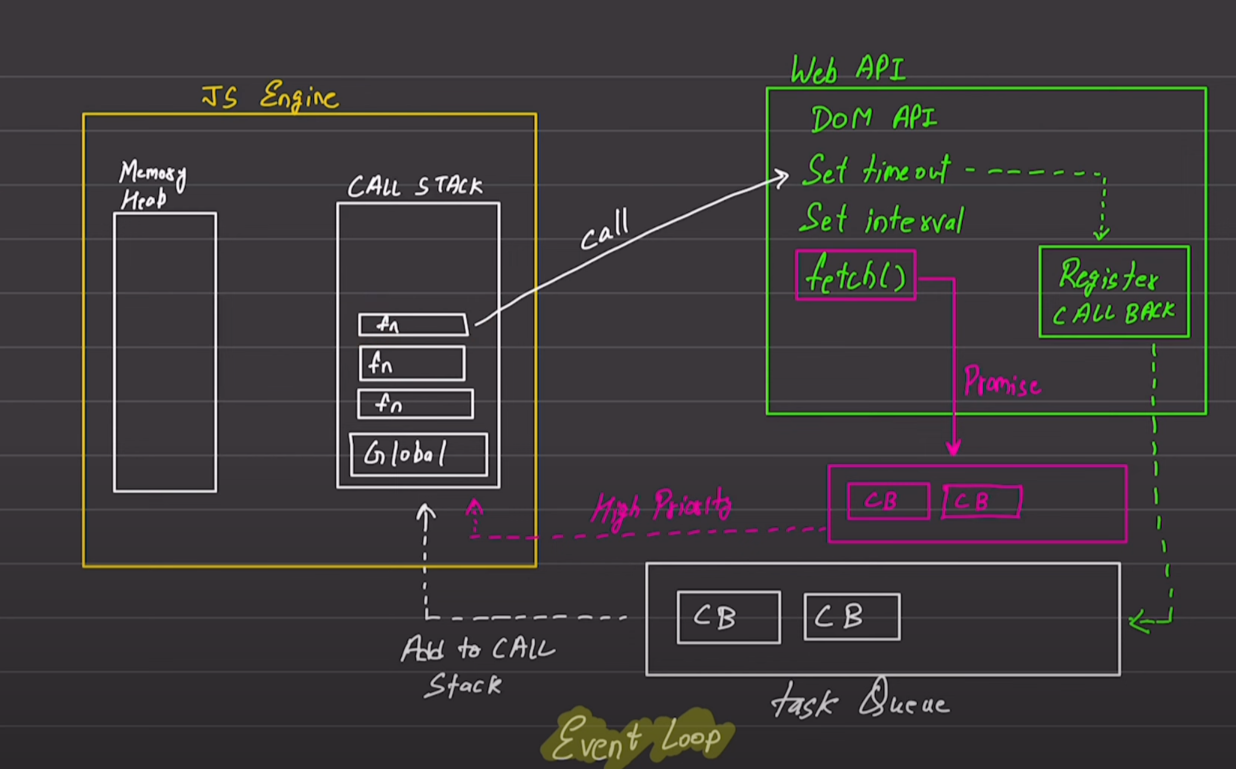 JS Engine
Memory
Heap
CALL STACK
fn
fn
fn
Global
call
Web API
DOM API
Set timeout
Set interval
fetch()
Register
CALL BACK
Promise
High Priority
CB CB
CB CB
Add to CALL
Stack
task Queue
Event Loop